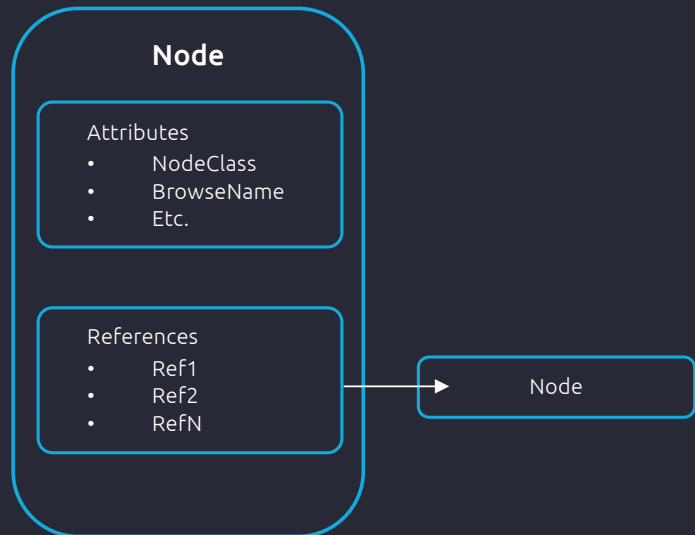 Node
Attributes
• NodeClass
• BrowseName
• Etc.
References
• Ref1
• Ref2
• RefN
Node